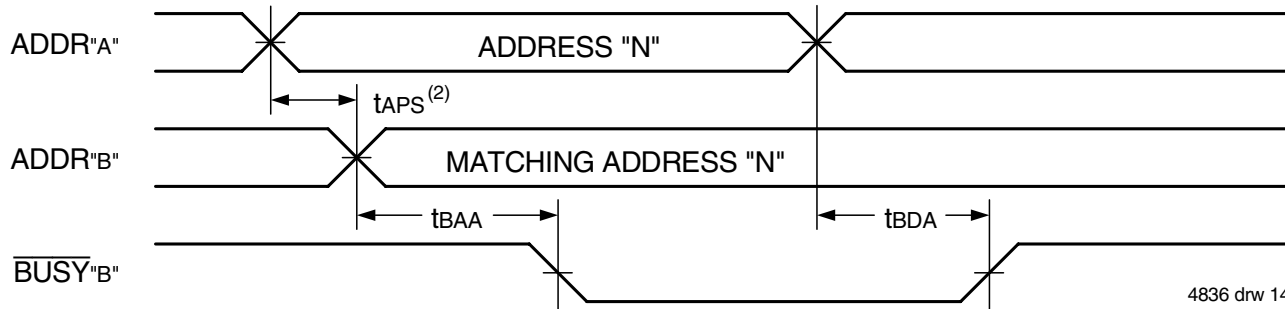 ADDR"A" ADDRESS "N"
tAPS(2)
ADDR"B" MATCHING ADDRESS "N"
tBAA tBDA
BUSY"B"
4836 drw 14